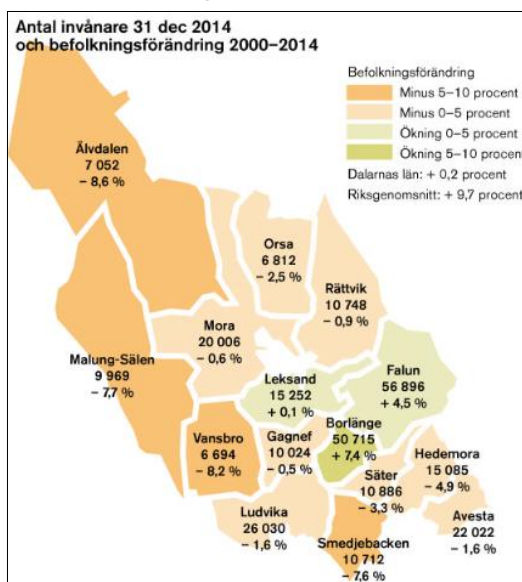 Antal invånare 31 dec 2014
och befolkningsförändring 2000–2014
Befolkningsförändring
Minus 5–10 procent
Minus 0–5 procent
Ökning 0–5 procent
Ökning 5–10 procent
Dalarnas län: + 0,2 procent
Riksgenomsnitt: + 9,7 procent
Älvdalen
7 052
– 8,6 %
Orsa
6 812
– 2,5 %
Rättvik
10 748
– 0,9 %
Mora
20 006
– 0,6 %
Malung-Sälen
9 969
– 7,7 %
Leksand
15 252
+ 0,1 %
Falun
56 896
+ 4,5 %
Vansbro
6 694
– 8,2 %
Gagnef
10 024
– 0,5 %
Borlänge
50 715
+ 7,4 %
Hedemora
15 085
– 4,9 %
Säter
10 886
– 3,3 %
Ludvika
26 030
– 1,6 %
Avesta
22 022
– 1,6 %
Smedjebacken
10 712
– 7,6 %